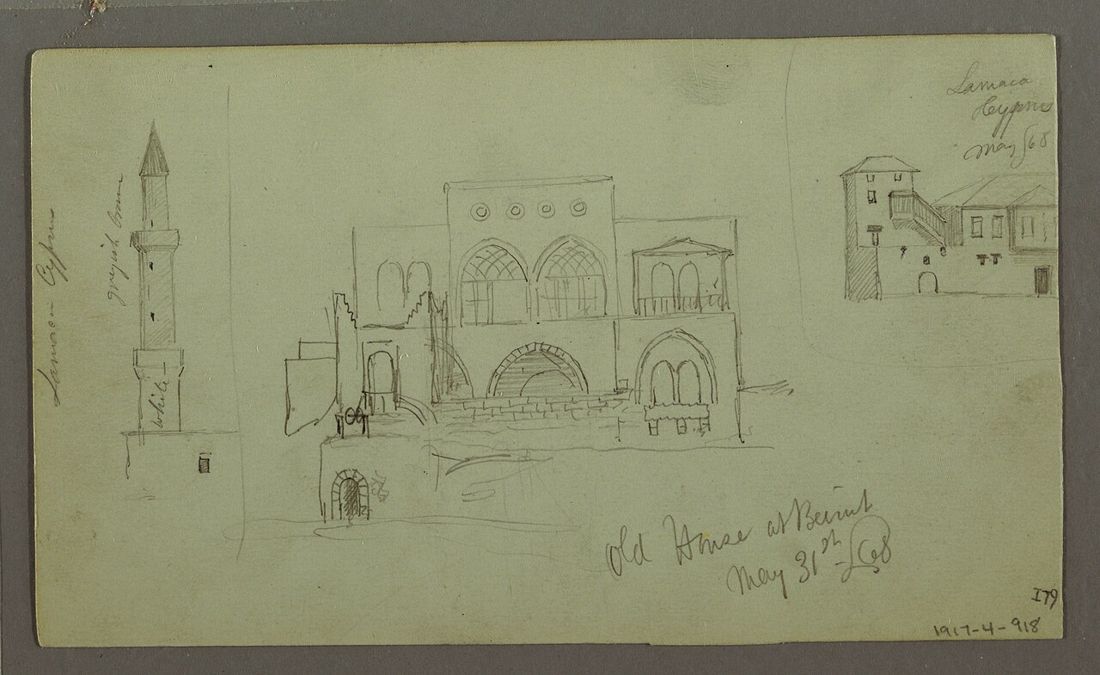 Larnaca Cyprus
grayish brown
white
Old House at Beirut
May 31st /68
Larnaca
Cyprus
May /68
I79
1917-4-918